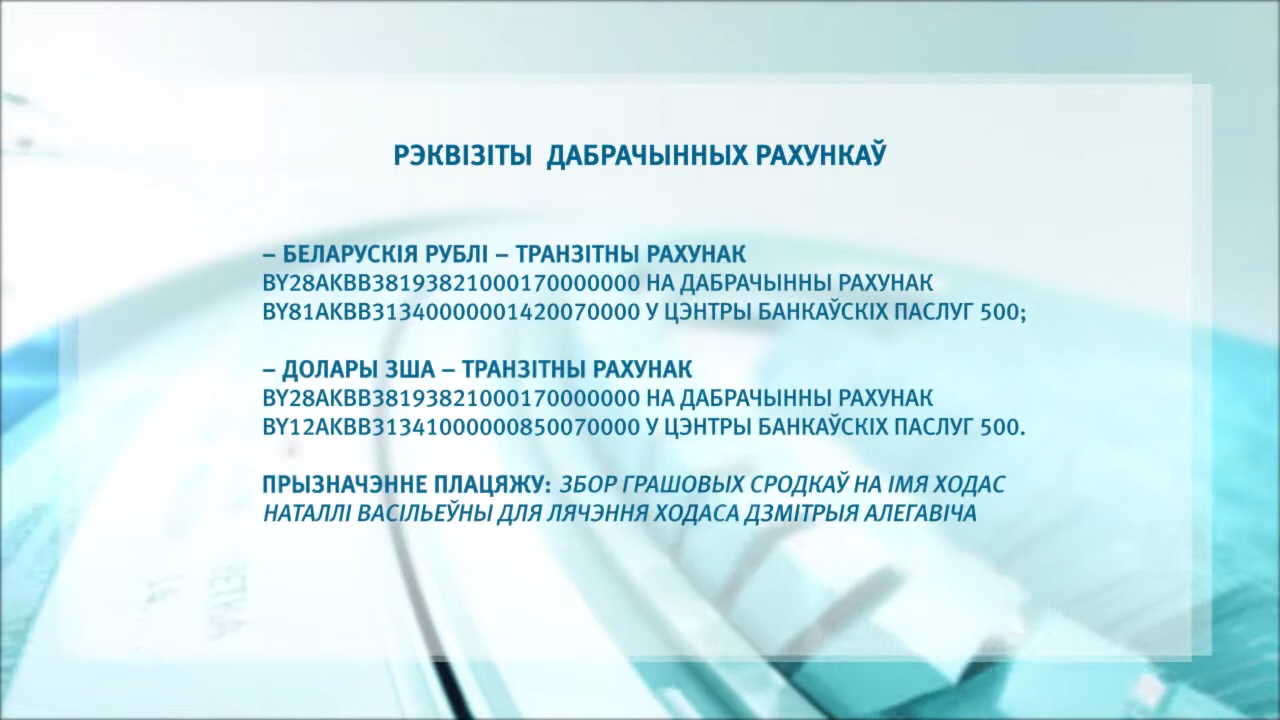 РЭКВІЗІТЫ ДАБРАЧЫННЫХ РАХУНКАЎ
– БЕЛАРУСКІЯ РУБЛІ – ТРАНЗІТНЫ РАХУНАК
BY28AKBB38193821000170000000 НА ДАБРАЧЫННЫ РАХУНАК
BY81AKBB31340000001420070000 У ЦЭНТРЫ БАНКАЎСКІХ ПАСЛУГ 500;
– ДОЛАРЫ ЗША – ТРАНЗІТНЫ РАХУНАК
BY28AKBB38193821000170000000 НА ДАБРАЧЫННЫ РАХУНАК
BY12AKBB31341000000850070000 У ЦЭНТРЫ БАНКАЎСКІХ ПАСЛУГ 500.
ПРЫЗНАЧЭННЕ ПЛАЦЯЖУ: ЗБОР ГРАШОВЫХ СРОДКАЎ НА ІМЯ ХОДАС
НАТАЛЛІ ВАСІЛЬЕЎНЫ ДЛЯ ЛЯЧЭННЯ ХОДАСА ДЗМІТРЫЯ АЛЕГАВІЧА